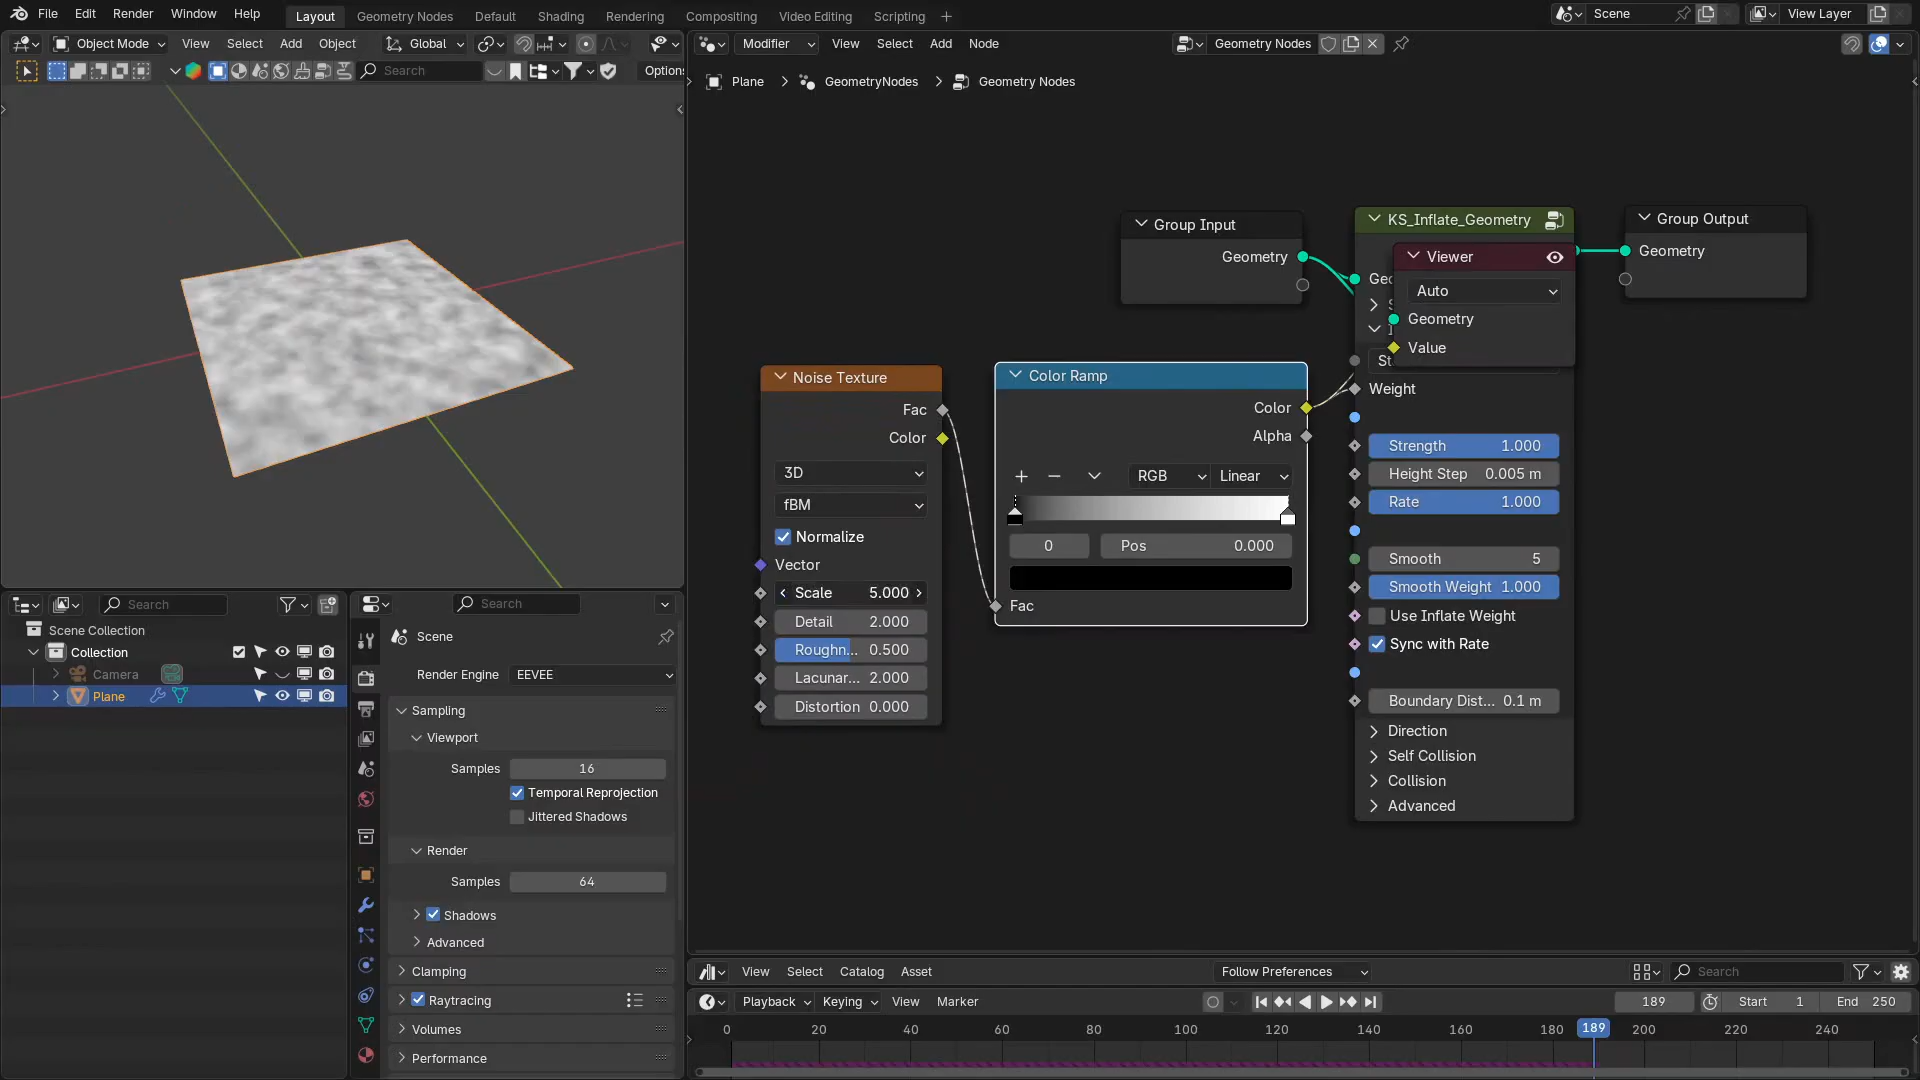 File Edit Render Window Help Layout Geometry Nodes Default Shading Rendering Compositing Video Editing Scripting Scene View Layer
Object Mode View Select Add Object Global
Search Options
Modifier View Select Add Node Geometry Nodes
Plane GeometryNodes Geometry Nodes
Group Input
Geometry
KS_Inflate_Geometry
Viewer
Auto
Geometry
Value
Weight
Strength 1.000
Height Step 0.005 m
Rate 1.000
Smooth 5
Smooth Weight 1.000
Use Inflate Weight
Sync with Rate
Boundary Dist... 0.1 m
Direction
Self Collision
Collision
Advanced
Group Output
Geometry
Noise Texture
Fac
Color
3D
fBM
Normalize
Vector
Scale 5.000
Detail 2.000
Roughn... 0.500
Lacunar... 2.000
Distortion 0.000
Color Ramp
Color
Alpha
RGB Linear
0 Pos 0.000
Fac
Search
Scene Collection
Collection
Camera
Plane
Search
Scene
Render Engine EEVEE
Sampling
Viewport
Samples 16
Temporal Reprojection
Jittered Shadows
Render
Samples 64
Shadows
Advanced
Clamping
Raytracing
Volumes
Performance
View Select Catalog Asset Follow Preferences Search
Playback Keying View Marker 189 Start 1 End 250
0 20 40 60 80 100 120 140 160 180 189 200 220 240